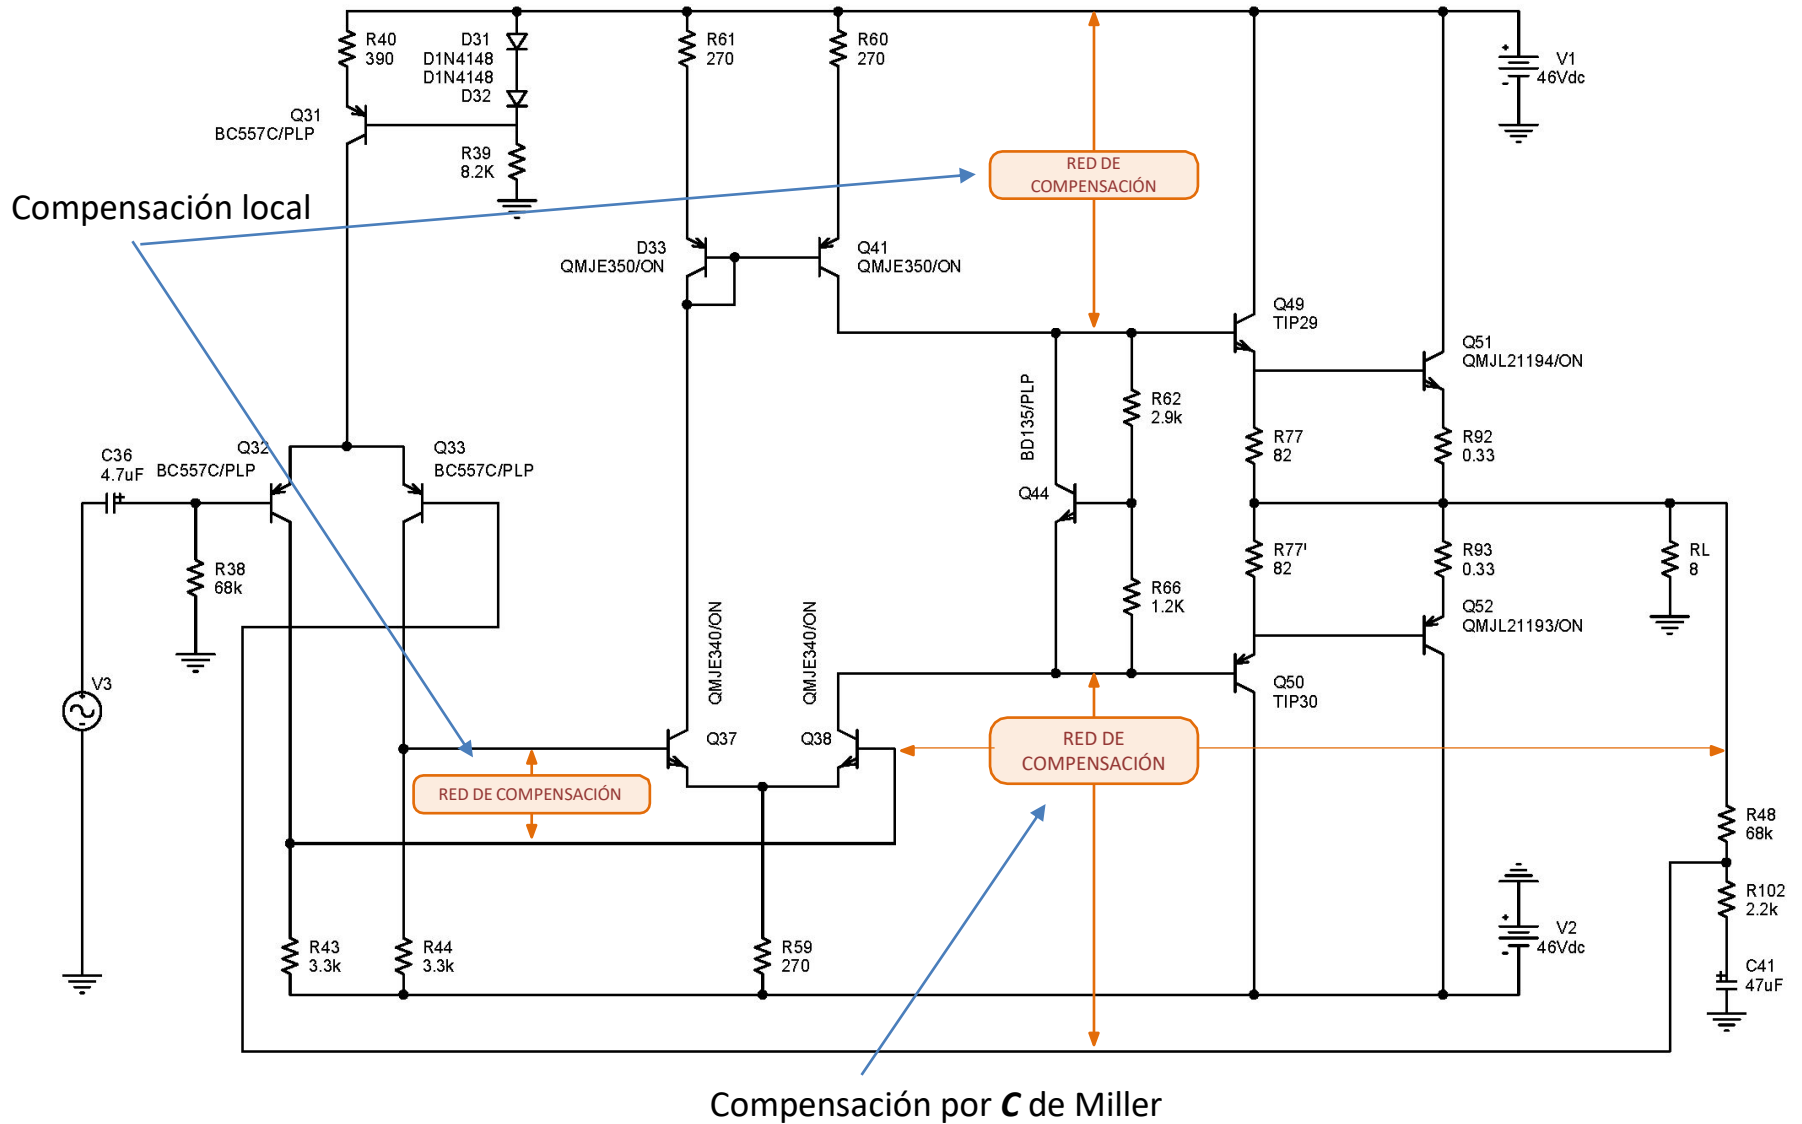 R40
390
D31
D1N4148
D1N4148
D32
R61
270
R60
270
V1
46Vdc
Q31
BC557C/PLP
R39
8.2K
RED DE
COMPENSACIÓN
Compensación local
D33
QMJE350/ON
Q41
QMJE350/ON
Q49
TIP29
Q51
QMJL21194/ON
BD135/PLP
R62
2.9k
R77
82
R92
0.33
C36
4.7uF
Q32
BC557C/PLP
Q33
BC557C/PLP
Q44
R38
68k
R77'
82
R93
0.33
RL
8
R66
1.2K
Q52
QMJL21193/ON
QMJE340/ON
QMJE340/ON
V3
Q50
TIP30
Q37
Q38
RED DE
COMPENSACIÓN
RED DE COMPENSACIÓN
R48
68k
R102
2.2k
R43
3.3k
R44
3.3k
R59
270
V2
46Vdc
C41
47uF
Compensación por C de Miller